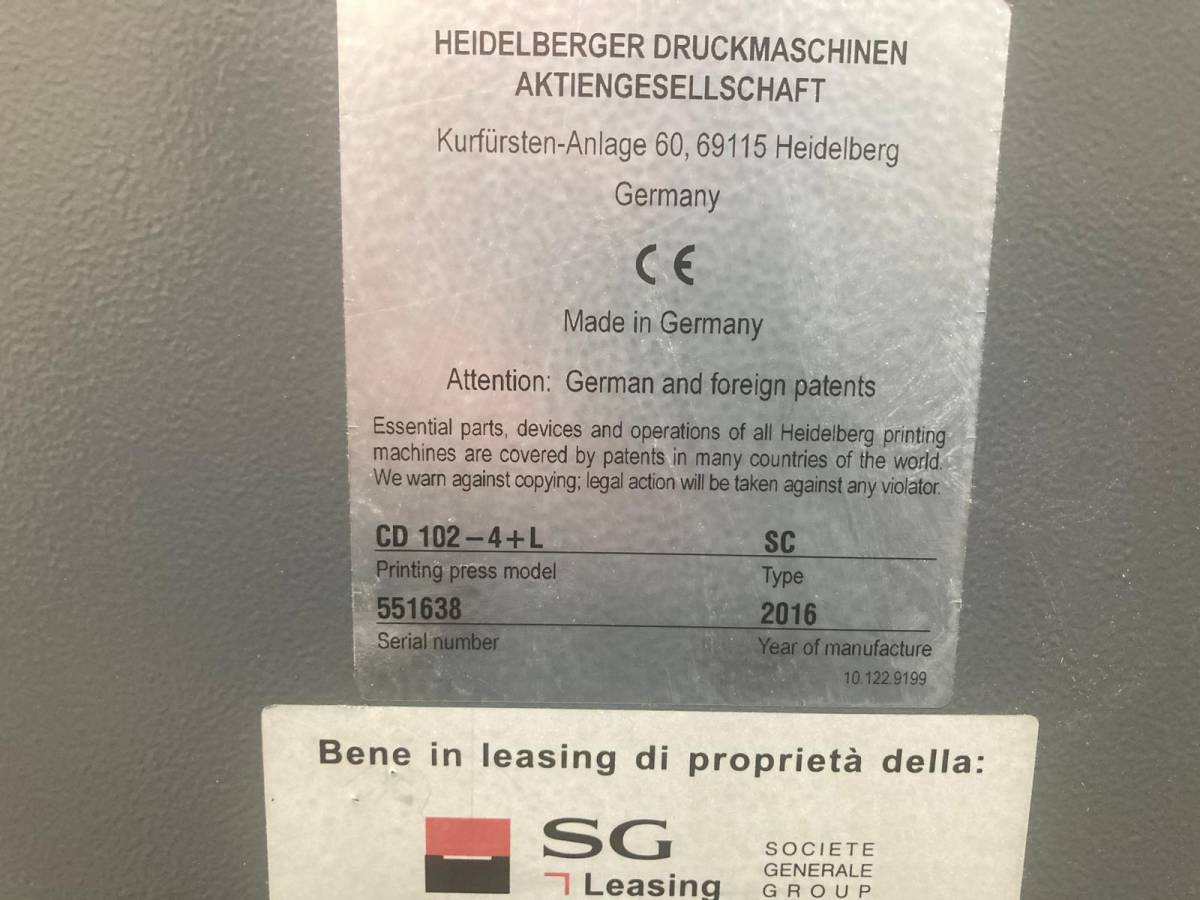 HEIDELBERGER DRUCKMASCHINEN
AKTIENGESELLSCHAFT
Kurfürsten-Anlage 60, 69115 Heidelberg
Germany
CE
Made in Germany
Attention: German and foreign patents
Essential parts, devices and operations of all Heidelberg printing
machines are covered by patents in many countries of the world.
We warn against copying; legal action will be taken against any violator.
CD 102-4+L SC
Printing press model Type
551638 2016
Serial number Year of manufacture
10.122.9199
Bene in leasing di proprietà della:
SG
Leasing
SOCIETE
GENERALE
GROUP